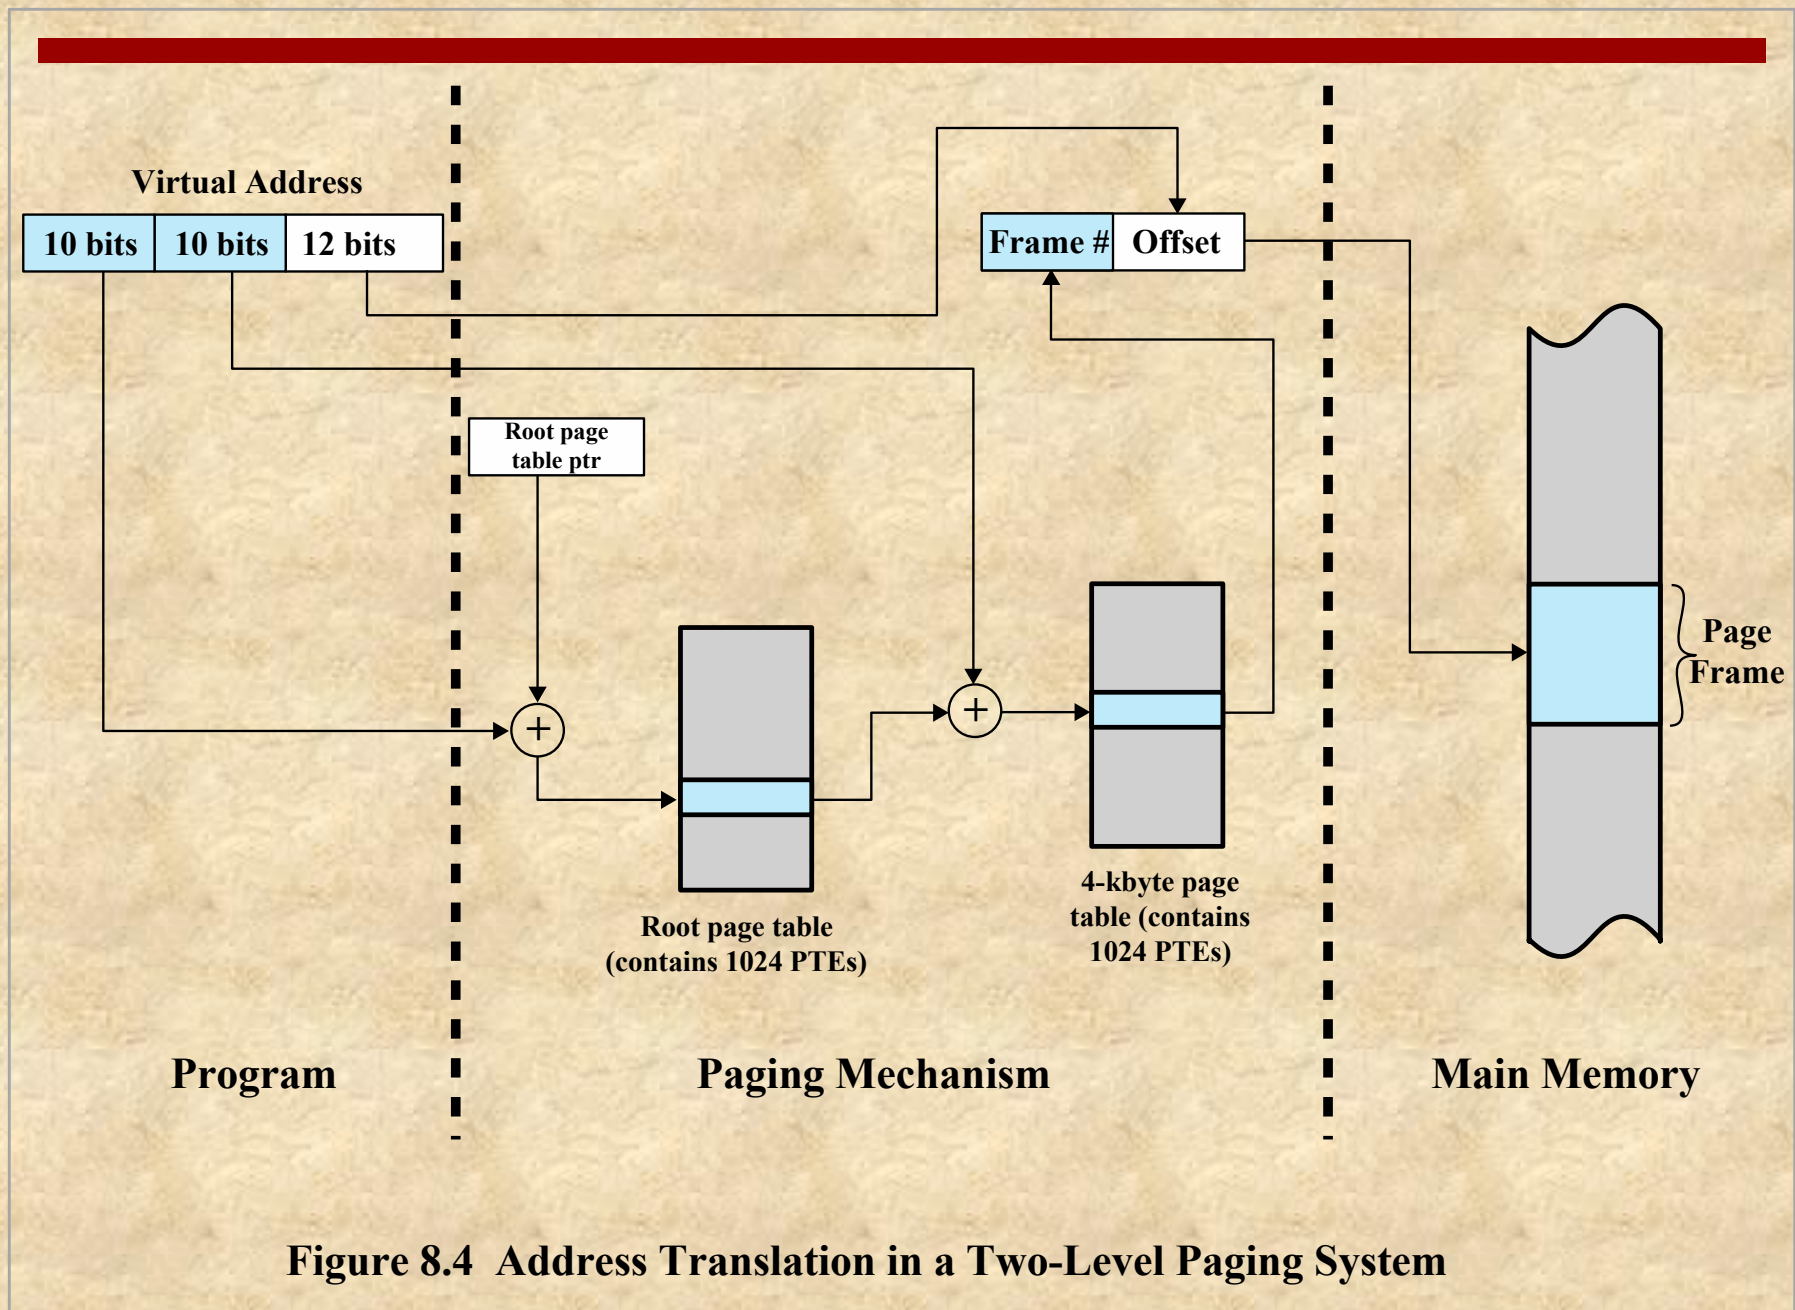 Virtual Address
10 bits 10 bits 12 bits
Frame # Offset
Root page
table ptr
+
+
Page
Frame
Root page table
(contains 1024 PTEs)
4-kbyte page
table (contains
1024 PTEs)
Program
Paging Mechanism
Main Memory
Figure 8.4 Address Translation in a Two-Level Paging System